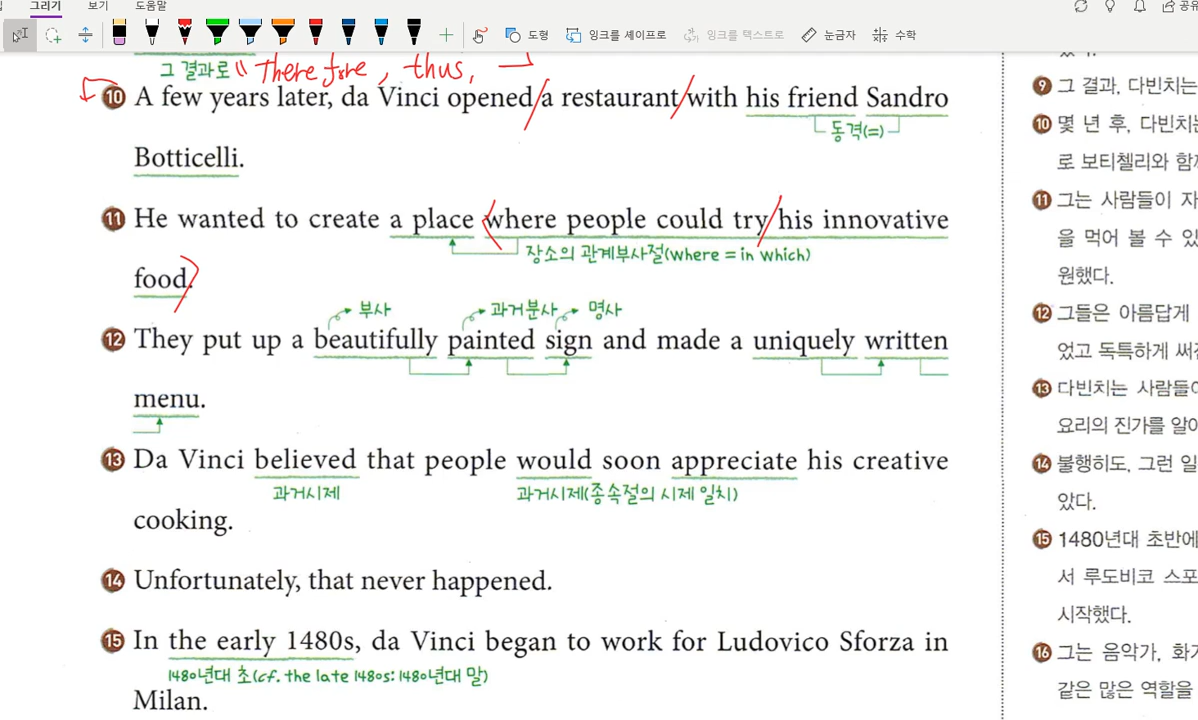 그리기 보기 도움말 공유
도형 잉크를 셰이프로 잉크를 텍스트로 눈금자 수학
그 결과로 " Therefore, thus,
⑩ A few years later, da Vinci opened / a restaurant / with his friend Sandro
동격(=)
Botticelli.
⑪ He wanted to create a place (where people could try / his innovative
장소의 관계부사절(where = in which)
food.)
부사 과거분사 명사
⑫ They put up a beautifully painted sign and made a uniquely written
menu.
⑬ Da Vinci believed that people would soon appreciate his creative
과거시제 과거시제(종속절의 시제 일치)
cooking.
⑭ Unfortunately, that never happened.
⑮ In the early 1480s, da Vinci began to work for Ludovico Sforza in
1480년대 초(cf. the late 1480s: 1480년대 말)
Milan.
⑨ 그 결과, 다빈치는
⑩ 몇 년 후, 다빈치는
로 보티첼리와 함께
⑪ 그는 사람들이 자
을 먹어 볼 수 있
원했다.
⑫ 그들은 아름답게
었고 독특하게 써진
⑬ 다빈치는 사람들이
요리의 진가를 알아
⑭ 불행히도, 그런 일
았다.
⑮ 1480년대 초반에
서 루도비코 스포
시작했다.
⑯ 그는 음악가, 화가
같은 많은 역할을